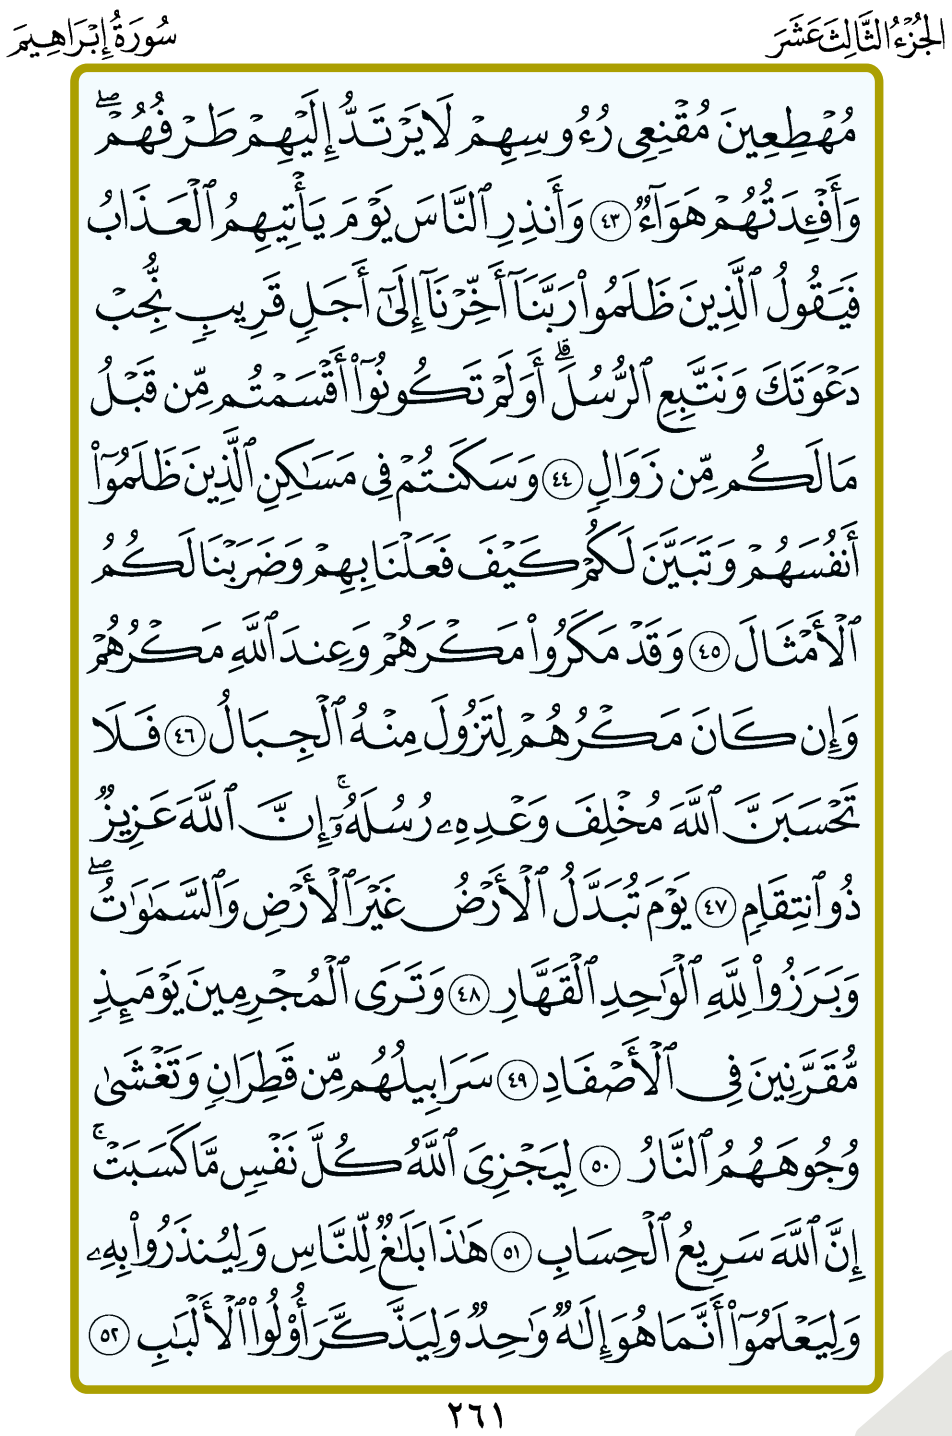 الجُزْءُ الثَّالِثَ عَشَرَ
سُورَةُ إِبْرَاهِيمَ
مُهۡطِعِينَ مُقۡنِعِي رُءُوسِهِمۡ لَا يَرۡتَدُّ إِلَيۡهِمۡ طَرۡفُهُمۡۖ
وَأَفۡـِٔدَتُهُمۡ هَوَآءٞ ٤٣ وَأَنذِرِ ٱلنَّاسَ يَوۡمَ يَأۡتِيهِمُ ٱلۡعَذَابُ
فَيَقُولُ ٱلَّذِينَ ظَلَمُواْ رَبَّنَآ أَخِّرۡنَآ إِلَىٰٓ أَجَلٖ قَرِيبٖ نُّجِبۡ
دَعۡوَتَكَ وَنَتَّبِعِ ٱلرُّسُلَۗ أَوَلَمۡ تَكُونُوٓاْ أَقۡسَمۡتُم مِّن قَبۡلُ
مَا لَكُم مِّن زَوَالٖ ٤٤ وَسَكَنتُمۡ فِي مَسَٰكِنِ ٱلَّذِينَ ظَلَمُوٓاْ
أَنفُسَهُمۡ وَتَبَيَّنَ لَكُمۡ كَيۡفَ فَعَلۡنَا بِهِمۡ وَضَرَبۡنَا لَكُمُ
ٱلۡأَمۡثَالَ ٤٥ وَقَدۡ مَكَرُواْ مَكۡرَهُمۡ وَعِندَ ٱللَّهِ مَكۡرُهُمۡ
وَإِن كَانَ مَكۡرُهُمۡ لِتَزُولَ مِنۡهُ ٱلۡجِبَالُ ٤٦ فَلَا
تَحۡسَبَنَّ ٱللَّهَ مُخۡلِفَ وَعۡدِهِۦ رُسُلَهُۥٓۚ إِنَّ ٱللَّهَ عَزِيزٞ
ذُو ٱنتِقَامٖ ٤٧ يَوۡمَ تُبَدَّلُ ٱلۡأَرۡضُ غَيۡرَ ٱلۡأَرۡضِ وَٱلسَّمَٰوَٰتُۖ
وَبَرَزُواْ لِلَّهِ ٱلۡوَٰحِدِ ٱلۡقَهَّارِ ٤٨ وَتَرَى ٱلۡمُجۡرِمِينَ يَوۡمَئِذٖ
مُّقَرَّنِينَ فِي ٱلۡأَصۡفَادِ ٤٩ سَرَابِيلُهُم مِّن قَطِرَانٖ وَتَغۡشَىٰ
وُجُوهَهُمُ ٱلنَّارُ ٥٠ لِيَجۡزِيَ ٱللَّهُ كُلَّ نَفۡسٖ مَّا كَسَبَتۡۚ
إِنَّ ٱللَّهَ سَرِيعُ ٱلۡحِسَابِ ٥١ هَٰذَا بَلَٰغٞ لِّلنَّاسِ وَلِيُنذَرُواْ بِهِۦ
وَلِيَعۡلَمُوٓاْ أَنَّمَا هُوَ إِلَٰهٞ وَٰحِدٞ وَلِيَذَّكَّرَ أُوْلُواْ ٱلۡأَلۡبَٰبِ ٥٢
٢٦١